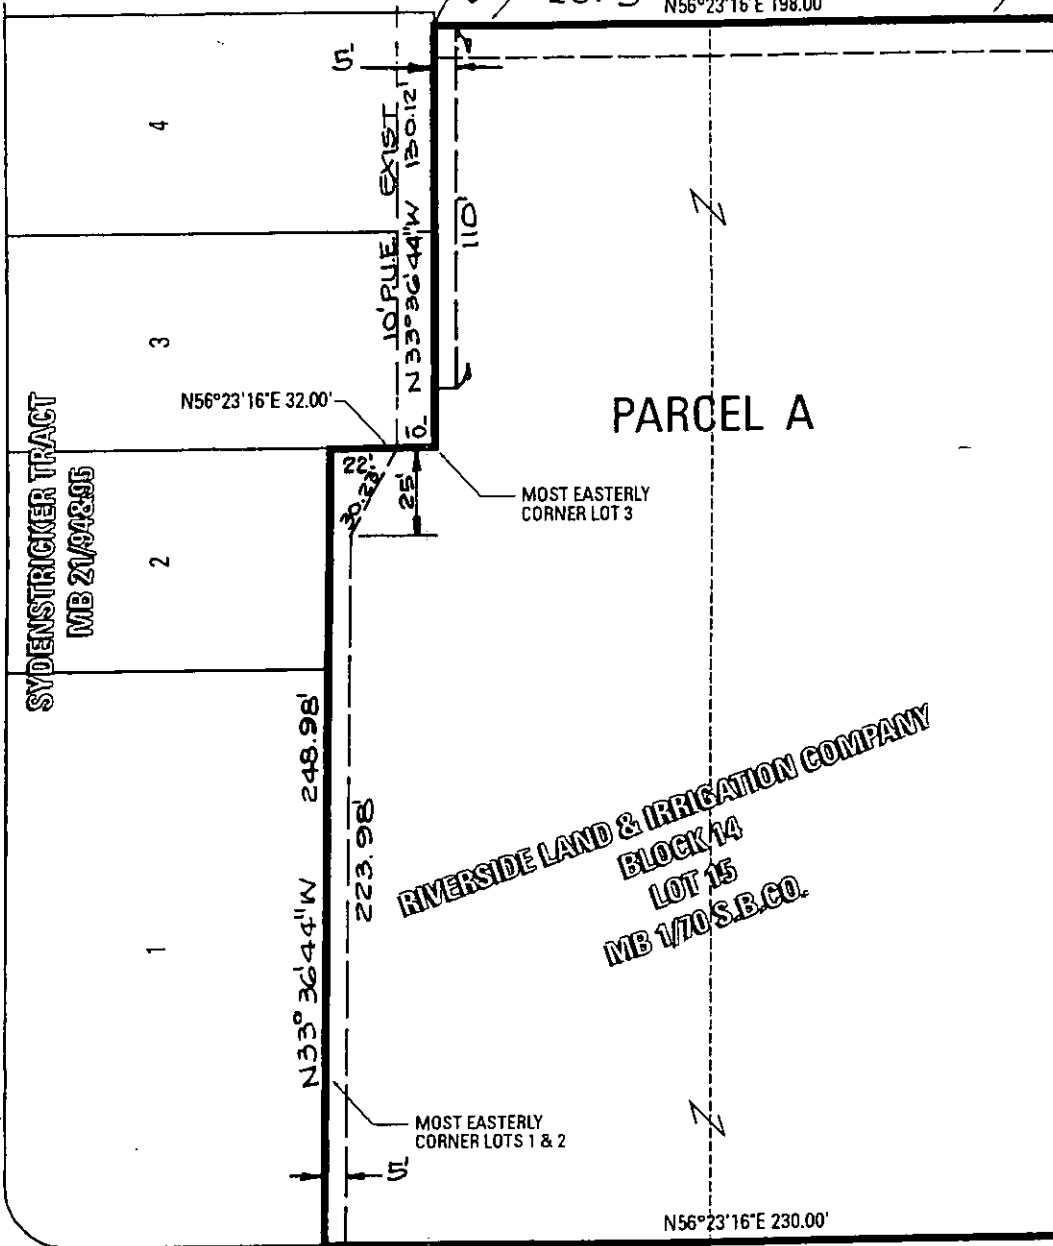 N56°23'16"E 198.00'
5'
4
10' P.U.E. EXIST
N33°36'44"W 130.12'
110'
3
N56°23'16"E 32.00'
10'
PARCEL A
22'
30.23'
25'
MOST EASTERLY
CORNER LOT 3
SYDENSTRICKER TRACT
MB 21/94&95
2
248.98'
N33°36'44"W
223.98'
RIVERSIDE LAND & IRRIGATION COMPANY
BLOCK 14
LOT 15
MB 1/70 S.B.CO.
1
MOST EASTERLY
CORNER LOTS 1 & 2
5'
N56°23'16"E 230.00'